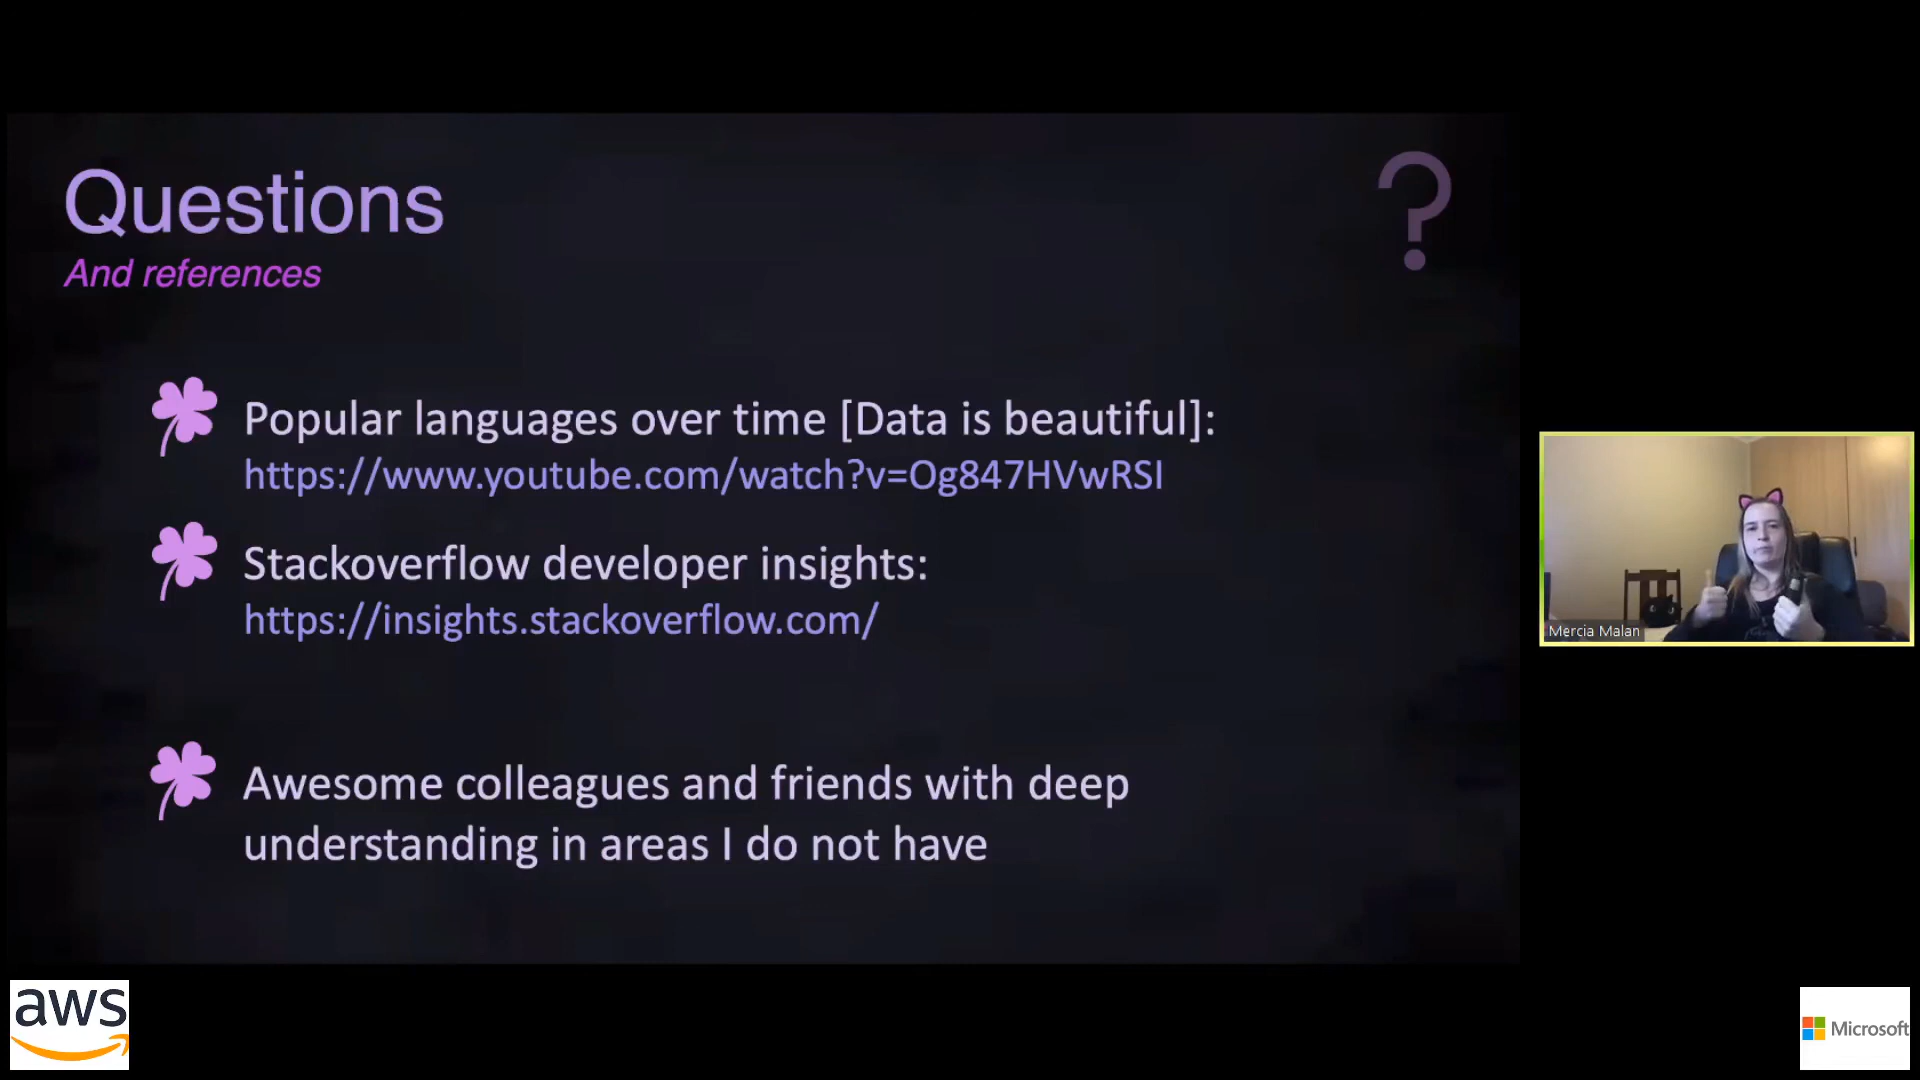 Questions
?
And references
Popular languages over time [Data is beautiful]:
https://www.youtube.com/watch?v=Og847HVwRSI
Stackoverflow developer insights:
https://insights.stackoverflow.com/
Awesome colleagues and friends with deep
understanding in areas I do not have
Mercia Malan
aws
Microsoft